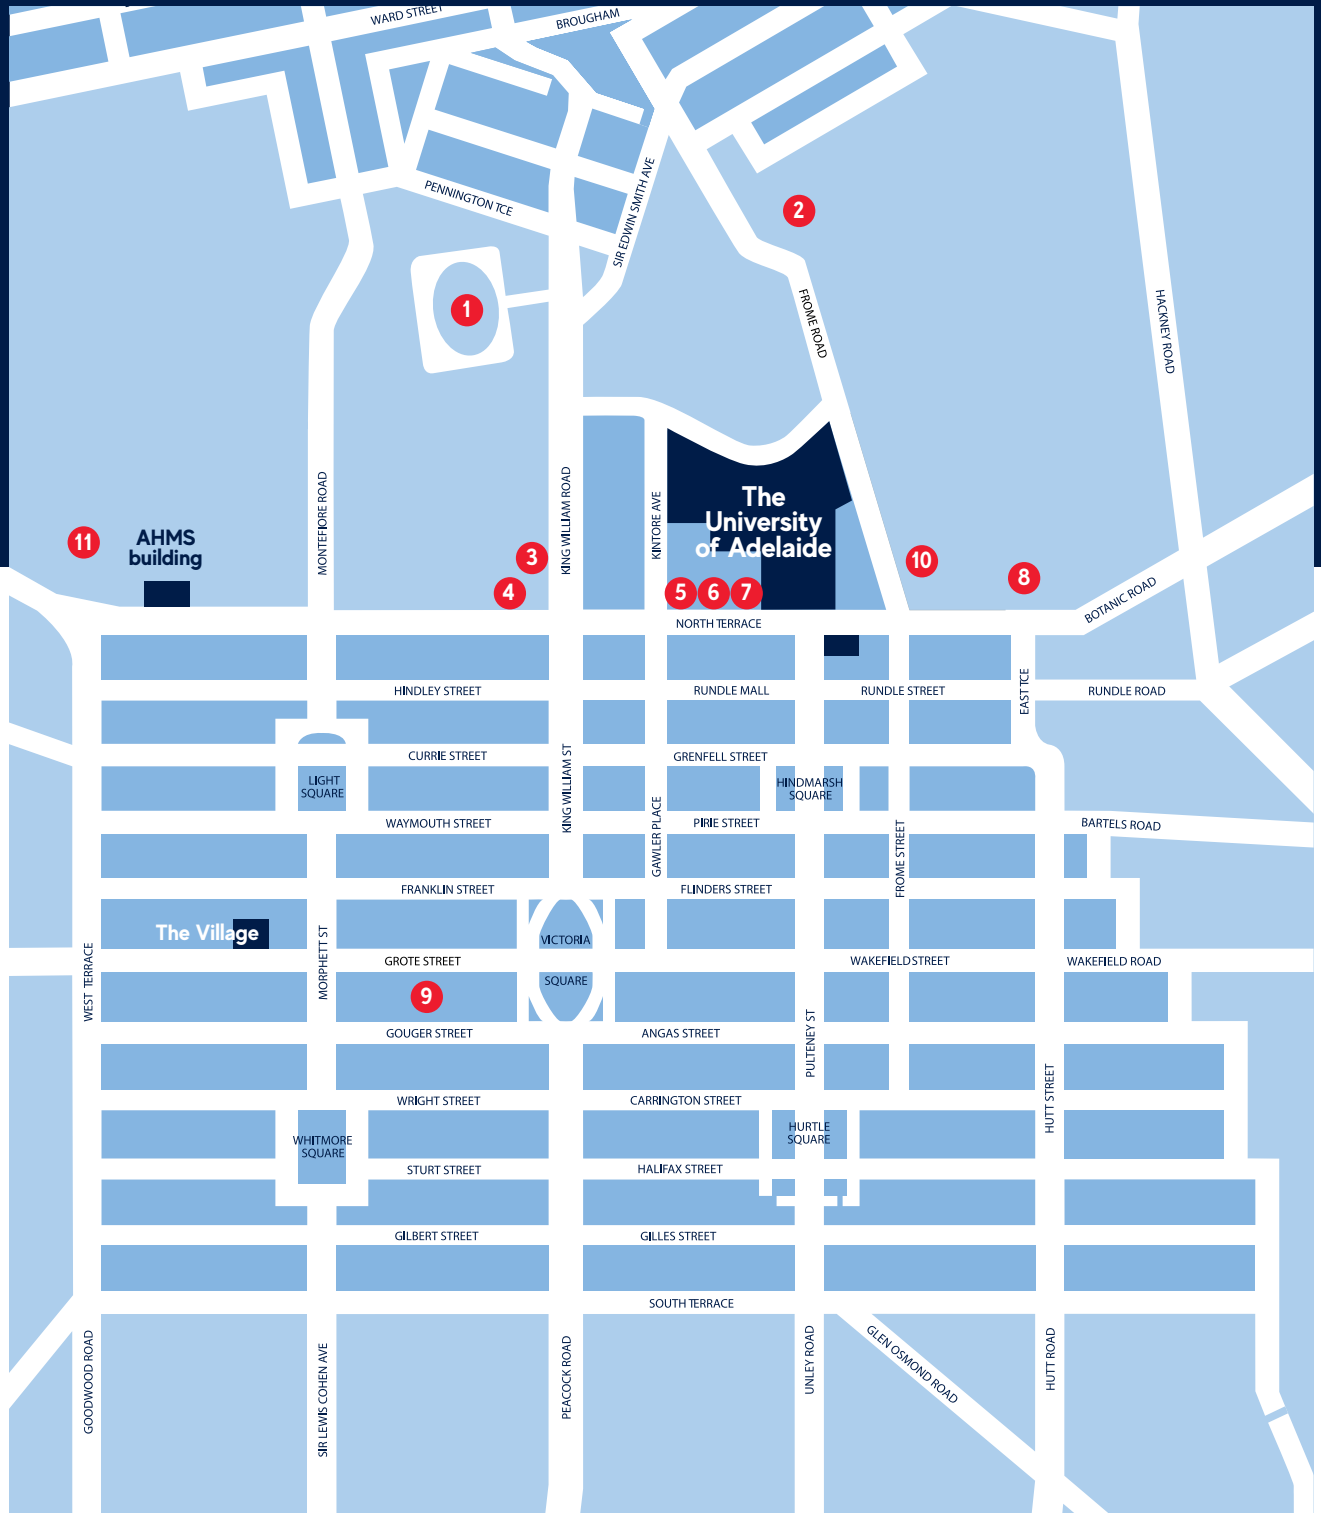 WARD STREET
BROUGHAM
PENNINGTON TCE
SIR EDWIN SMITH AVE
2
1
FROME ROAD
HACKNEY ROAD
MONTEFIORE ROAD
KING WILLIAM ROAD
KINTORE AVE
The
University
of Adelaide
11
AHMS
building
3
4
5
6
7
10
8
BOTANIC ROAD
NORTH TERRACE
HINDLEY STREET
RUNDLE MALL
RUNDLE STREET
EAST TCE
RUNDLE ROAD
CURRIE STREET
KING WILLIAM ST
GRENFELL STREET
LIGHT
SQUARE
HINDMARSH
SQUARE
WAYMOUTH STREET
GAWLER PLACE
PIRIE STREET
FROME STREET
BARTELS ROAD
FRANKLIN STREET
FLINDERS STREET
The Village
VICTORIA
SQUARE
WEST TERRACE
MORPHETT ST
GROTE STREET
WAKEFIELD STREET
WAKEFIELD ROAD
9
GOUGER STREET
ANGAS STREET
PULTENEY ST
WRIGHT STREET
CARRINGTON STREET
HUTT STREET
WHITMORE
SQUARE
HURTLE
SQUARE
STURT STREET
HALIFAX STREET
GILBERT STREET
GILLES STREET
SOUTH TERRACE
GOODWOOD ROAD
SIR LEWIS COHEN AVE
PEACOCK ROAD
UNLEY ROAD
GLEN OSMOND ROAD
HUTT ROAD